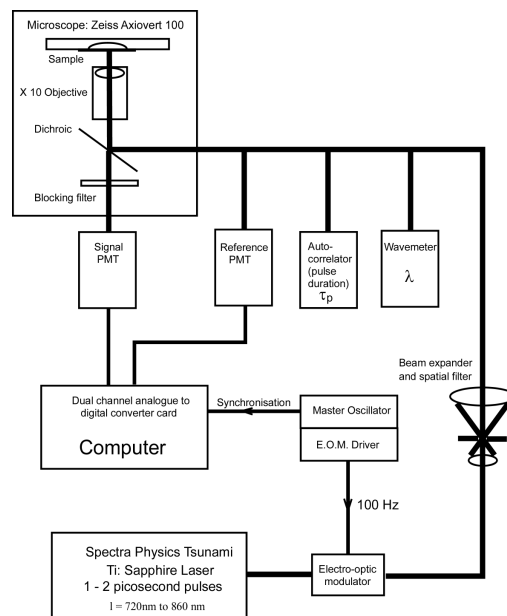 Microscope: Zeiss Axiovert 100
Sample
X 10 Objective
Dichroic
Blocking filter
Signal
PMT
Reference
PMT
Auto-
correlator
(pulse
duration)
τp
Wavemeter
λ
Beam expander
and spatial filter
Dual channel analogue to
digital converter card
Computer
Synchronisation
Master Oscillator
E.O.M. Driver
100 Hz
Spectra Physics Tsunami
Ti: Sapphire Laser
1 - 2 picosecond pulses
l = 720nm to 860 nm
Electro-optic
modulator